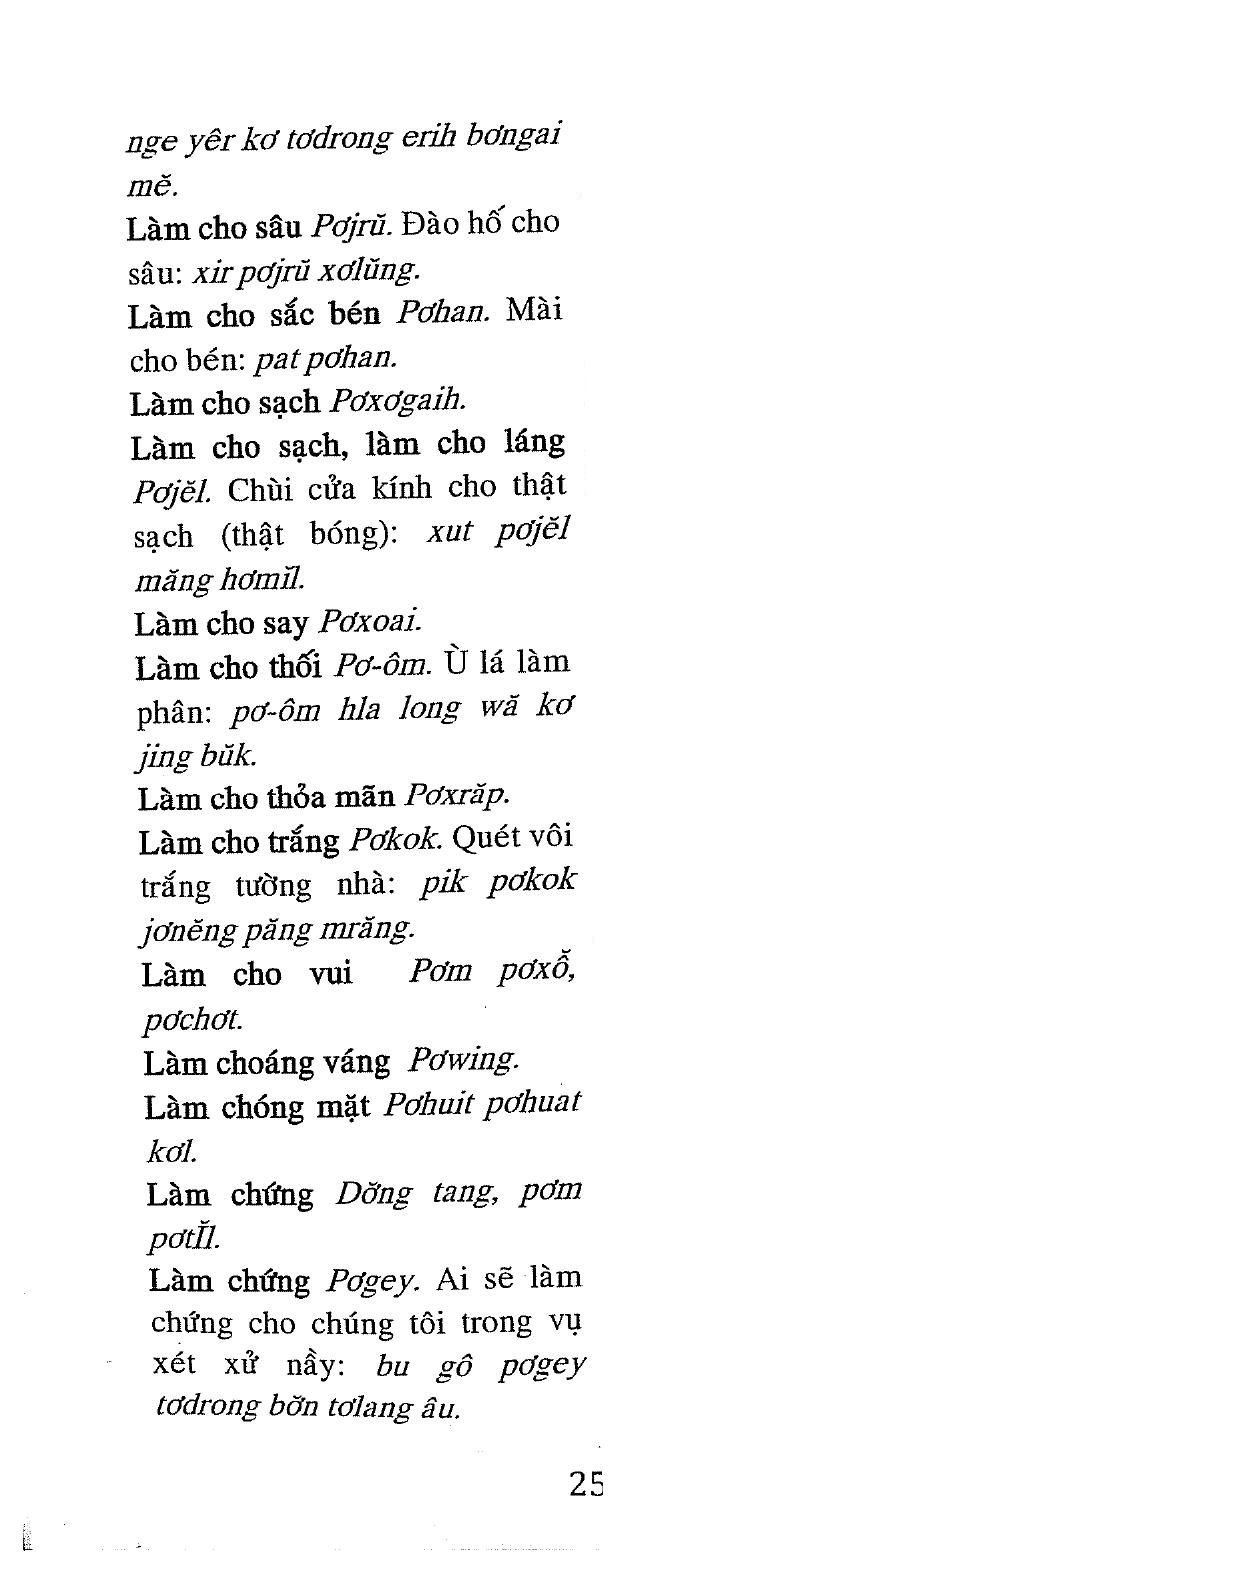 nge yêr kơ tơdrong erih bơngai
mĕ.
Làm cho sâu Pơjrŭ. Đào hố cho
sâu: xir pơjrŭ xơlŭng.
Làm cho sắc bén Pơhan. Mài
cho bén: pat pơhan.
Làm cho sạch Pơxơgaih.
Làm cho sạch, làm cho láng
Pơjĕl. Chùi cửa kính cho thật
sạch (thật bóng): xut pơjĕl
măng hơmĭl.
Làm cho say Pơxoai.
Làm cho thối Pơ-ôm. Ủ lá làm
phân: pơ-ôm hla long wă kơ
jing bŭk.
Làm cho thỏa mãn Pơxrăp.
Làm cho trắng Pơkok. Quét vôi
trắng tường nhà: pik pơkok
jơnĕng păng mrăng.
Làm cho vui Pơm pơxô̆,
pơchơt.
Làm choáng váng Pơwing.
Làm chóng mặt Pơhuit pơhuat
kơl.
Làm chứng Dơ̆ng tang, pơm
pơtĭl.
Làm chứng Pơgey. Ai sẽ làm
chứng cho chúng tôi trong vụ
xét xử nầy: bu gô pơgey
tơdrong bơ̆n tơlang âu.
25